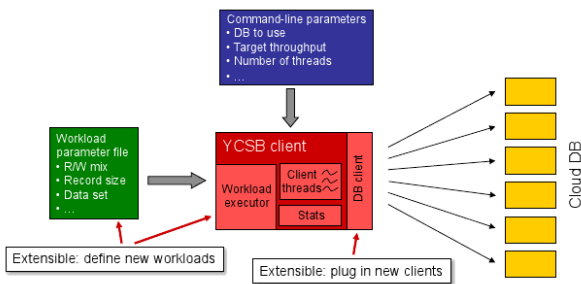 Command-line parameters
• DB to use
• Target throughput
• Number of threads
• ...
Workload
parameter file
• R/W mix
• Record size
• Data set
• ...
YCSB client
Workload
executor
Client
threads
Stats
DB client
Cloud DB
Extensible: define new workloads
Extensible: plug in new clients